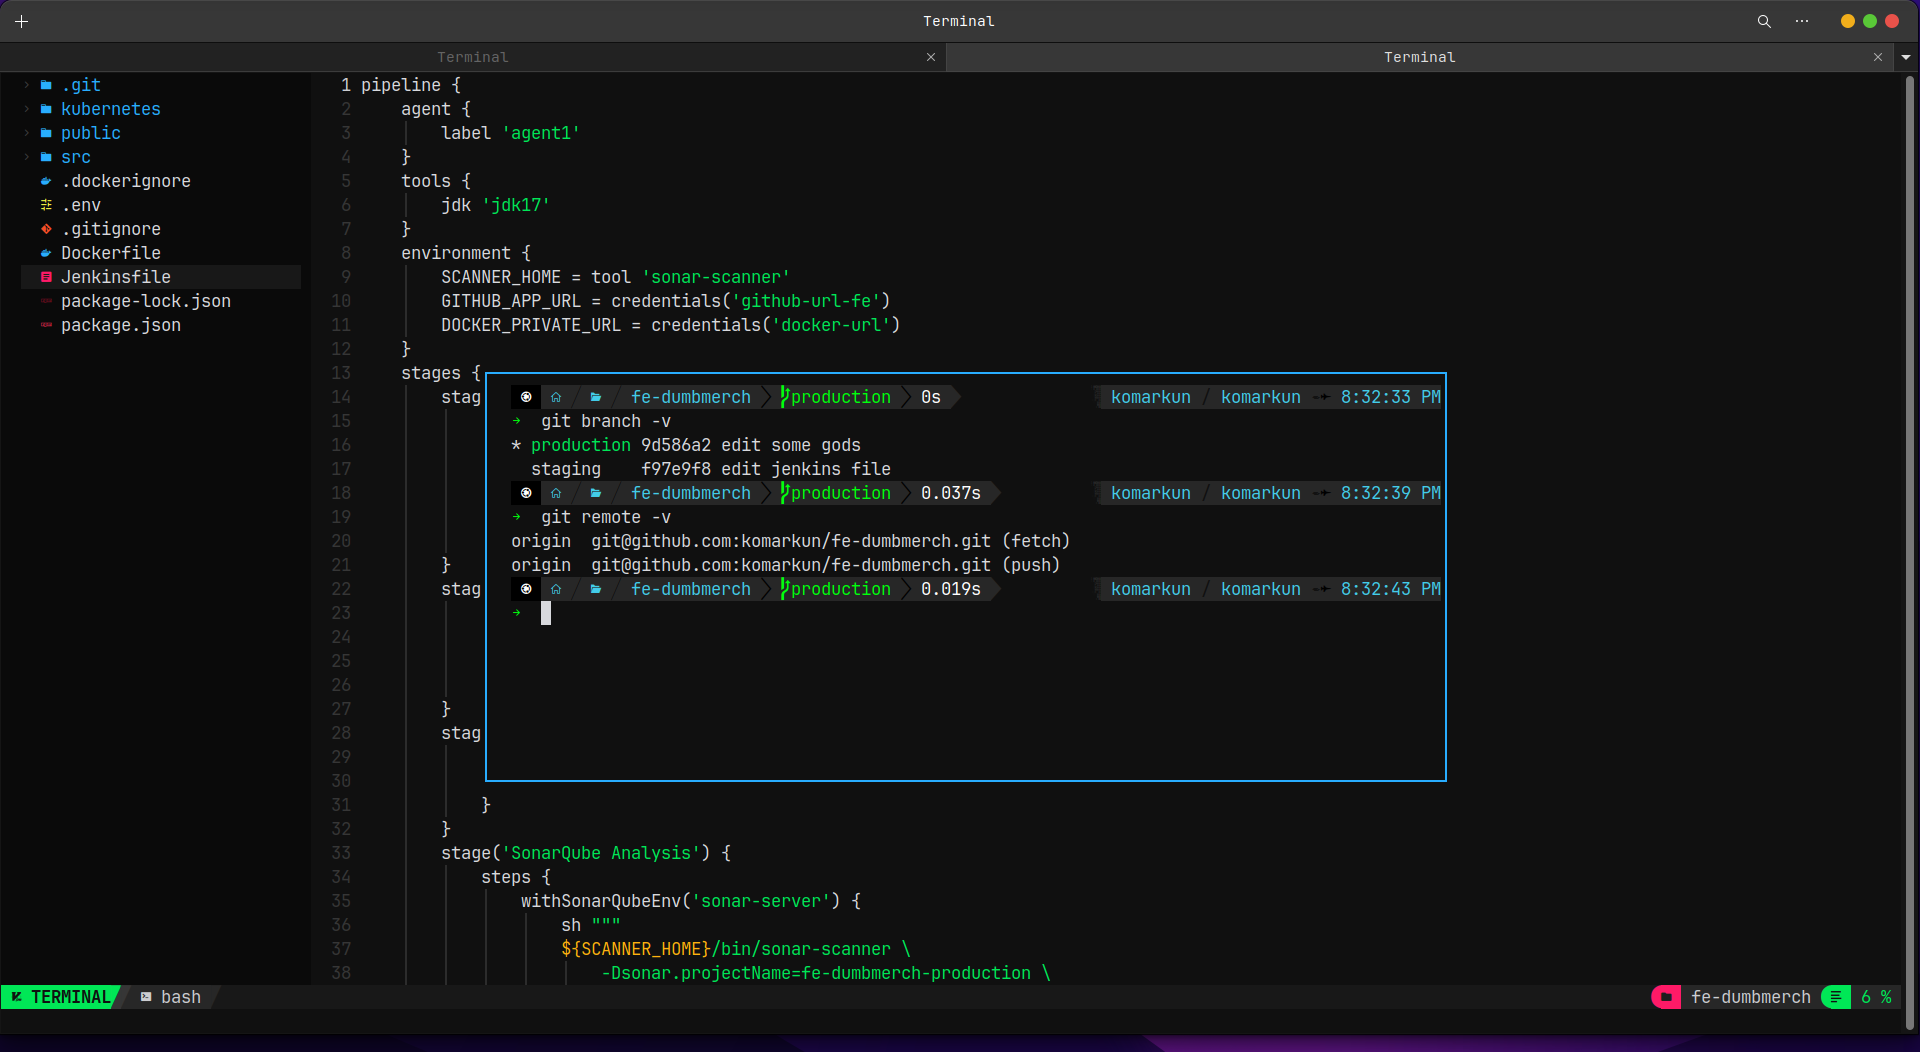 Terminal
Terminal
Terminal
.git
kubernetes
public
src
.dockerignore
.env
.gitignore
Dockerfile
Jenkinsfile
package-lock.json
package.json
1 pipeline {
2 agent {
3 label 'agent1'
4 }
5 tools {
6 jdk 'jdk17'
7 }
8 environment {
9 SCANNER_HOME = tool 'sonar-scanner'
10 GITHUB_APP_URL = credentials('github-url-fe')
11 DOCKER_PRIVATE_URL = credentials('docker-url')
12 }
13 stages {
14 stag
15
16
17
18
19
20
21 }
22 stag
23
24
25
26
27 }
28 stag
29
30
31 }
32 }
33 stage('SonarQube Analysis') {
34 steps {
35 withSonarQubeEnv('sonar-server') {
36 sh """
37 ${SCANNER_HOME}/bin/sonar-scanner \
38 -Dsonar.projectName=fe-dumbmerch-production \
fe-dumbmerch production 0s komarkun / komarkun 8:32:33 PM
→ git branch -v
* production 9d586a2 edit some gods
staging f97e9f8 edit jenkins file
fe-dumbmerch production 0.037s komarkun / komarkun 8:32:39 PM
→ git remote -v
origin git@github.com:komarkun/fe-dumbmerch.git (fetch)
origin git@github.com:komarkun/fe-dumbmerch.git (push)
fe-dumbmerch production 0.019s komarkun / komarkun 8:32:43 PM
→
TERMINAL bash fe-dumbmerch 6 %